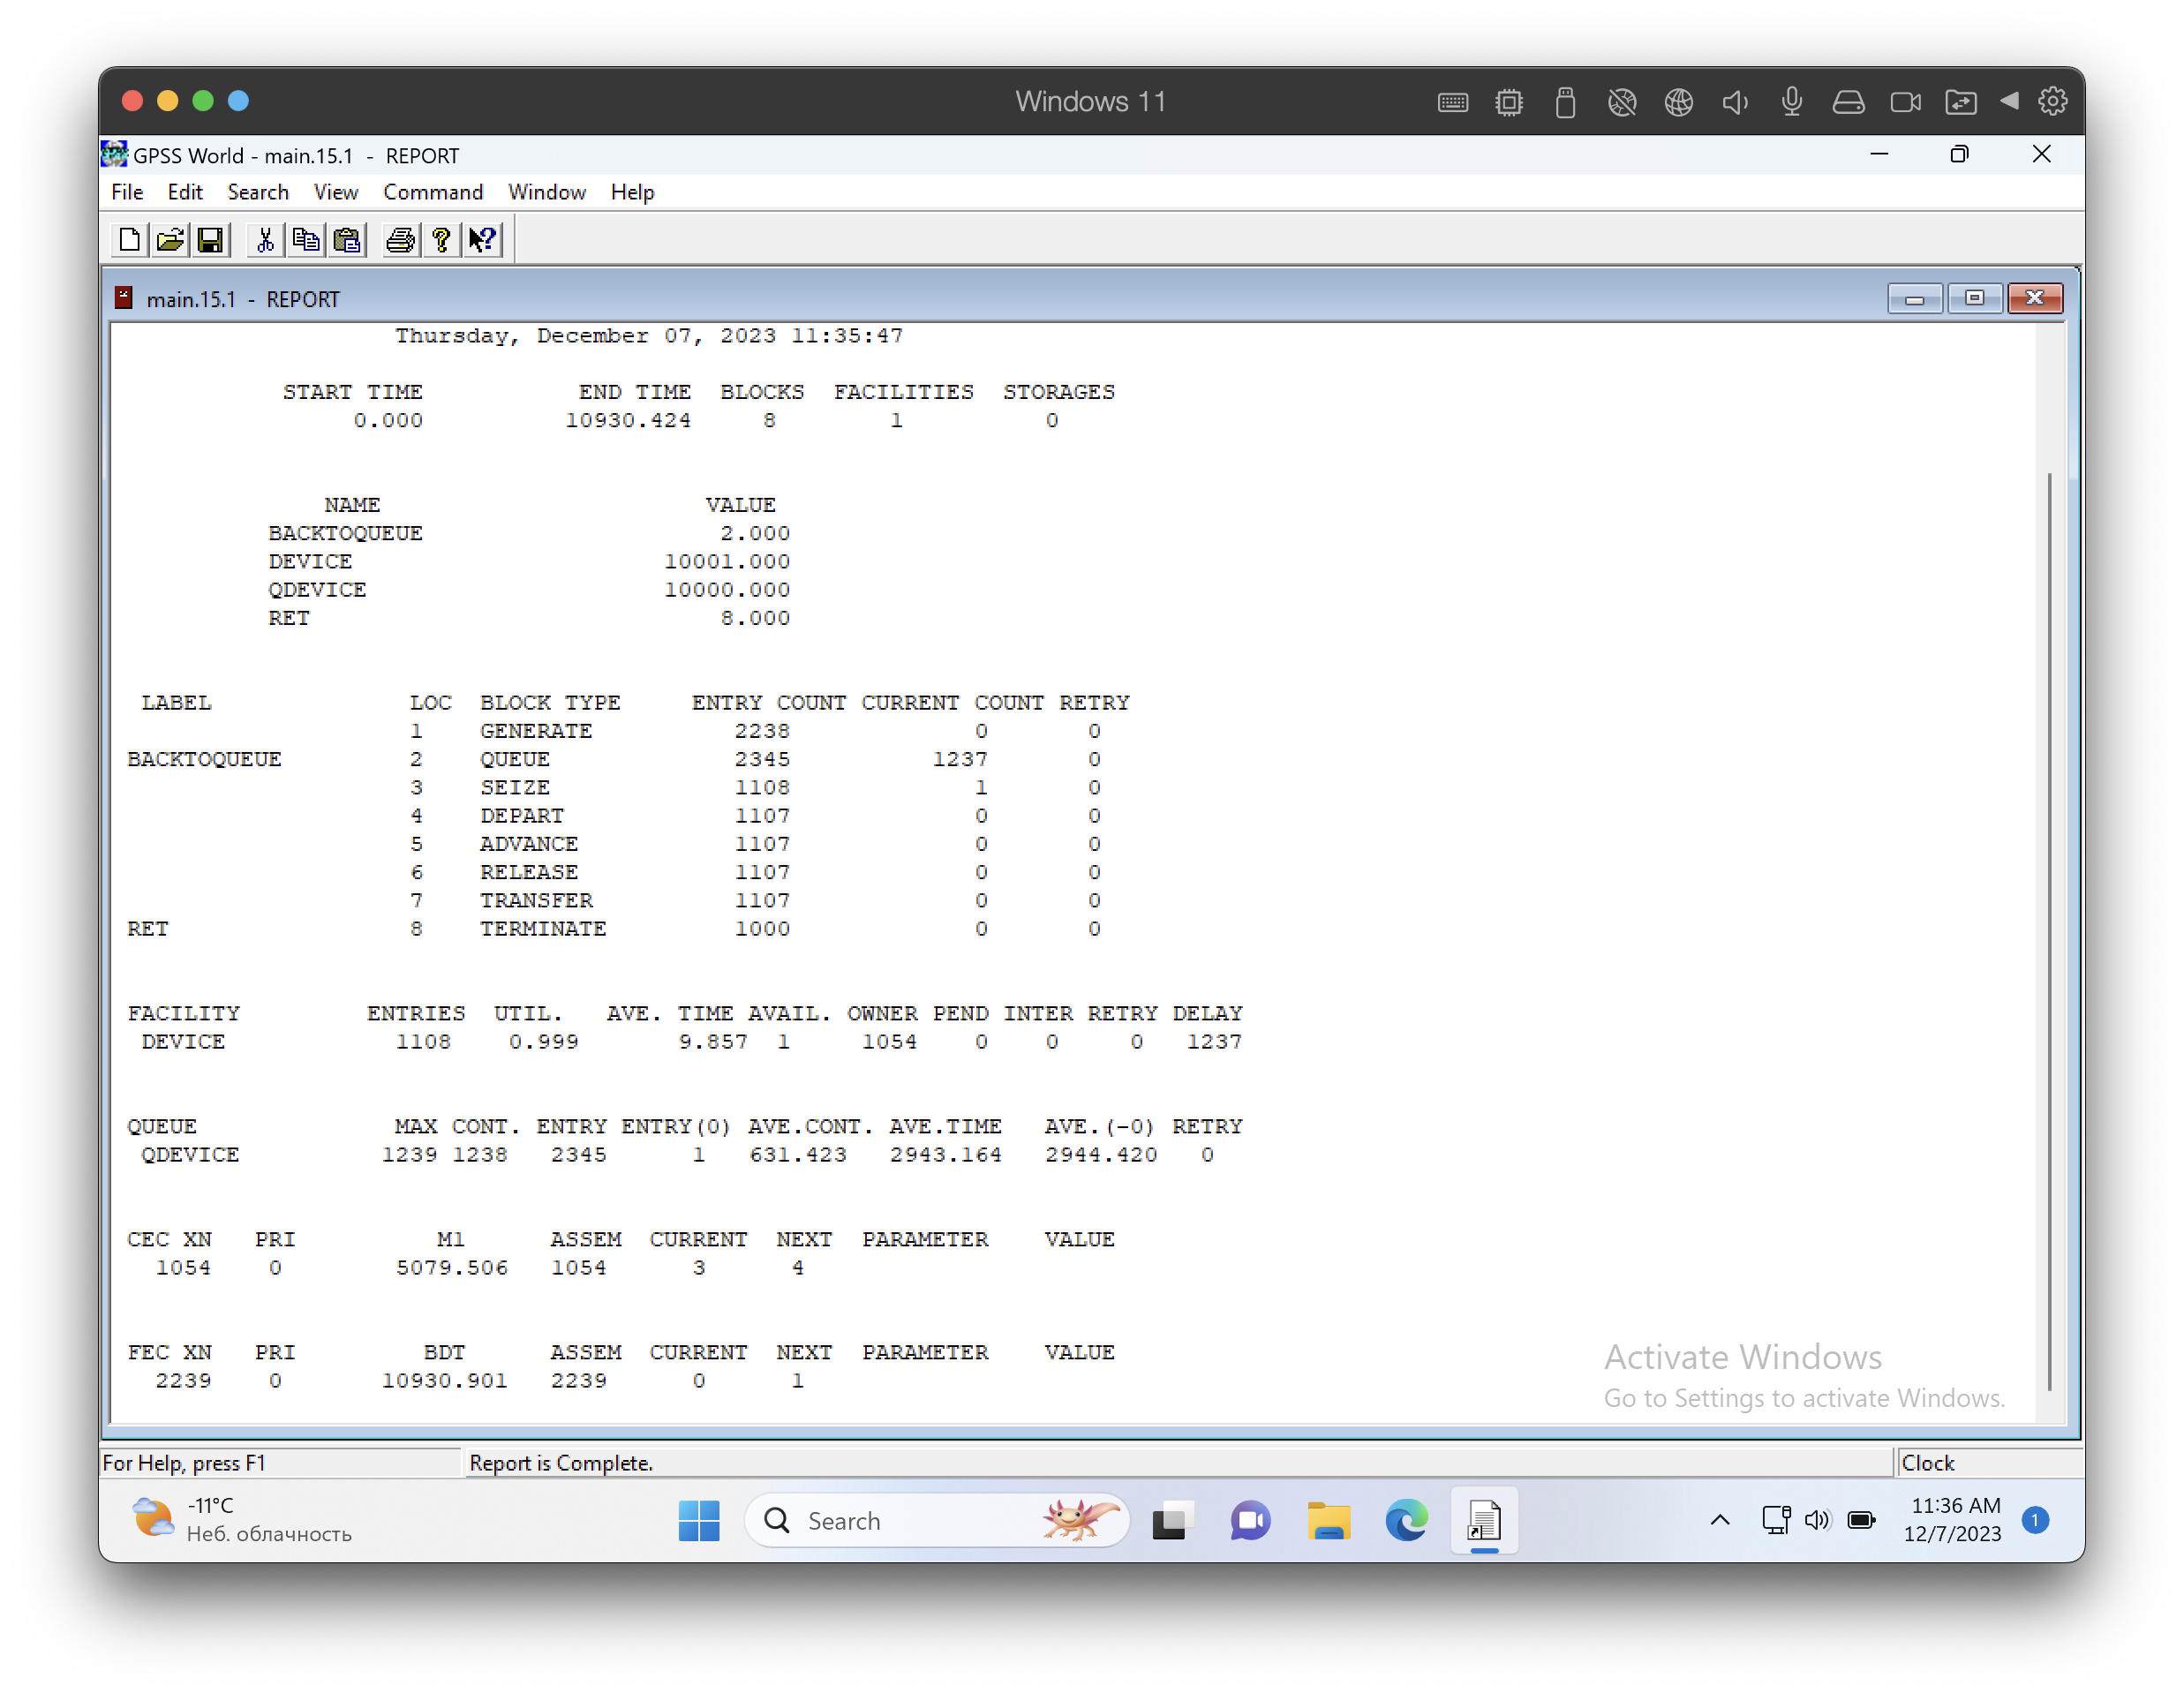 Windows 11
GPSS World - main.15.1 - REPORT
File Edit Search View Command Window Help
main.15.1 - REPORT
Thursday, December 07, 2023 11:35:47
START TIME END TIME BLOCKS FACILITIES STORAGES
0.000 10930.424 8 1 0
NAME VALUE
BACKTOQUEUE 2.000
DEVICE 10001.000
QDEVICE 10000.000
RET 8.000
LABEL LOC BLOCK TYPE ENTRY COUNT CURRENT COUNT RETRY
1 GENERATE 2238 0 0
BACKTOQUEUE 2 QUEUE 2345 1237 0
3 SEIZE 1108 1 0
4 DEPART 1107 0 0
5 ADVANCE 1107 0 0
6 RELEASE 1107 0 0
7 TRANSFER 1107 0 0
RET 8 TERMINATE 1000 0 0
FACILITY ENTRIES UTIL. AVE. TIME AVAIL. OWNER PEND INTER RETRY DELAY
DEVICE 1108 0.999 9.857 1 1054 0 0 0 1237
QUEUE MAX CONT. ENTRY ENTRY(0) AVE.CONT. AVE.TIME AVE.(-0) RETRY
QDEVICE 1239 1238 2345 1 631.423 2943.164 2944.420 0
CEC XN PRI M1 ASSEM CURRENT NEXT PARAMETER VALUE
1054 0 5079.506 1054 3 4
FEC XN PRI BDT ASSEM CURRENT NEXT PARAMETER VALUE
2239 0 10930.901 2239 0 1
Activate Windows
Go to Settings to activate Windows.
For Help, press F1 Report is Complete. Clock
-11°C
Неб. облачность
Search
11:36 AM
12/7/2023
1